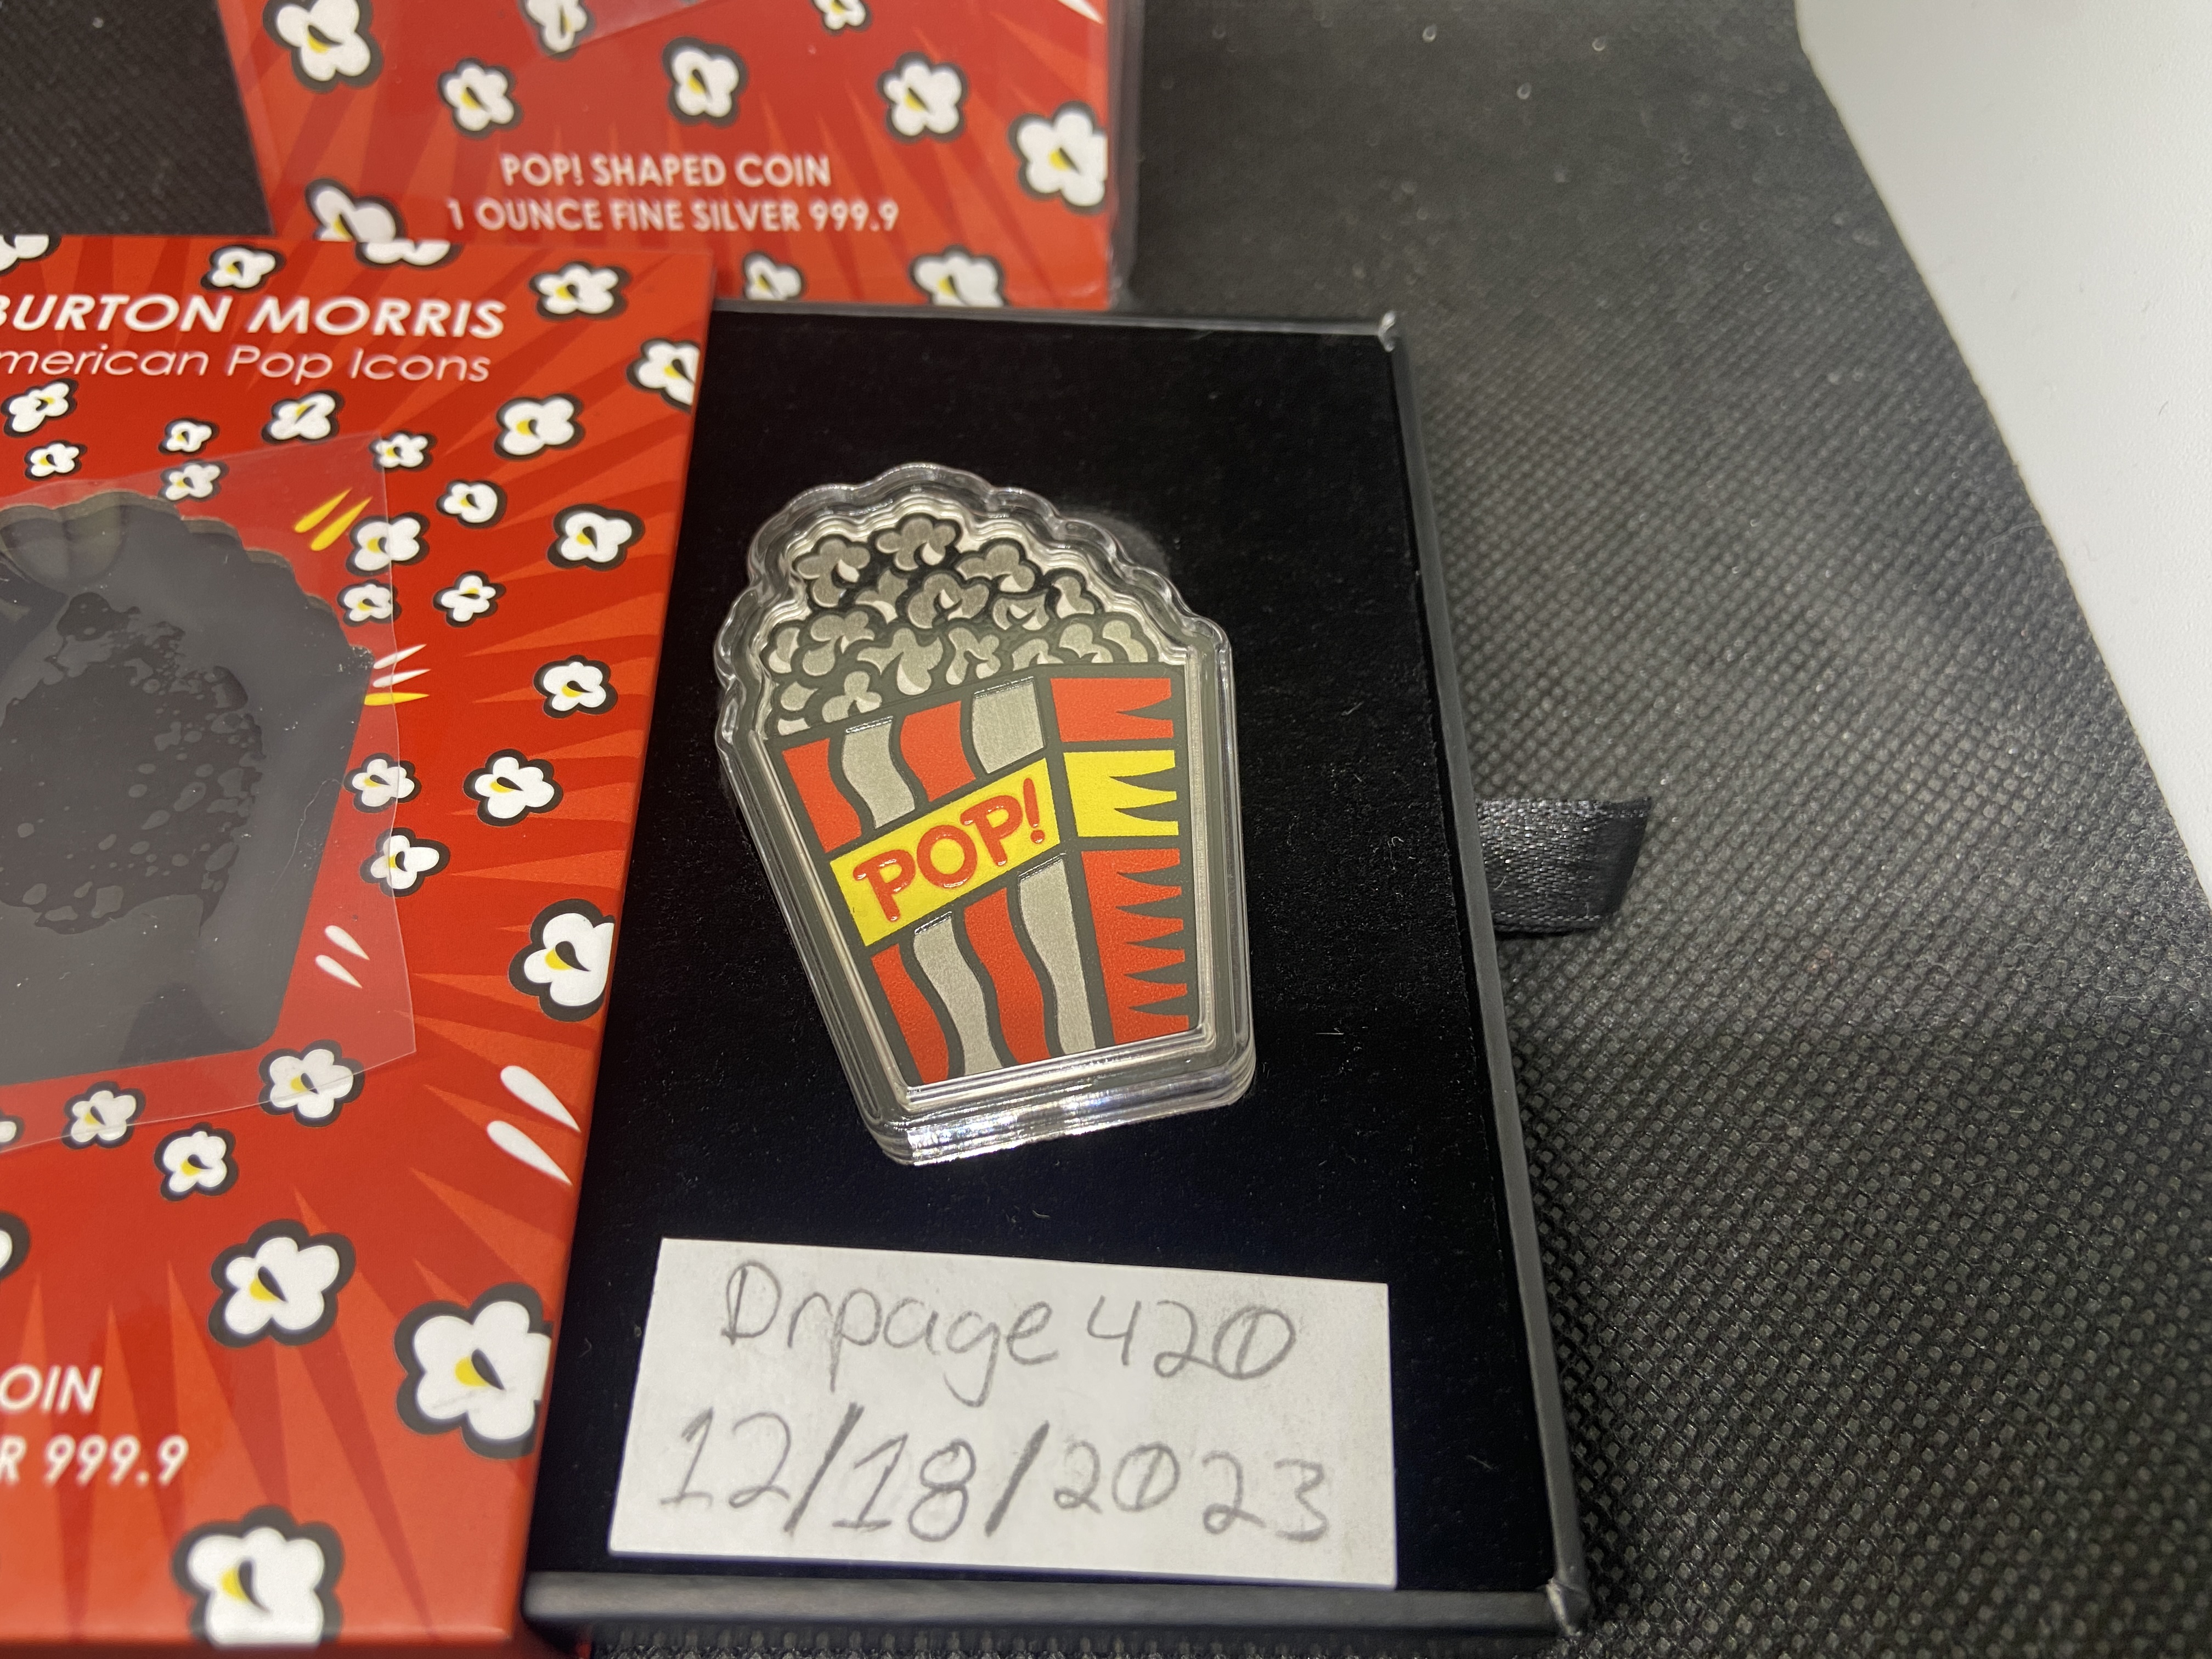 POP! SHAPED COIN
1 OUNCE FINE SILVER 999.9
BURTON MORRIS
merican Pop Icons
POP!
OIN
R 999.9
Drpage420
12/18/2023